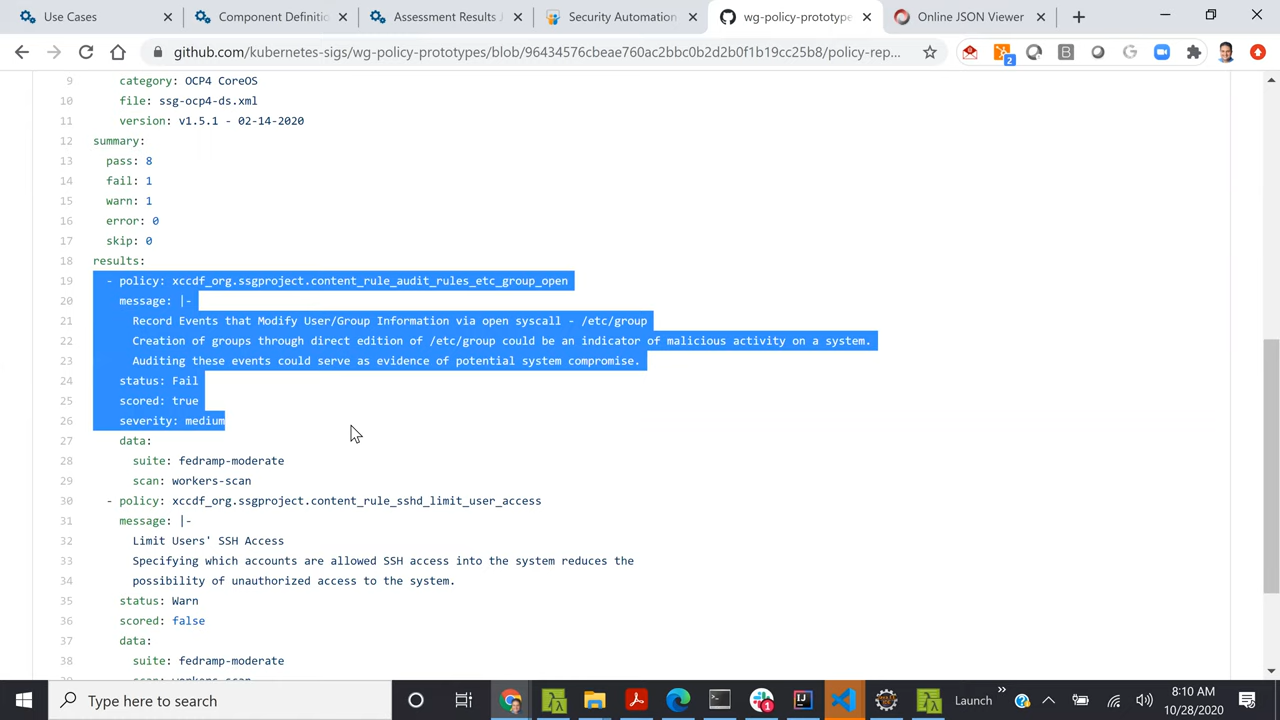 Use Cases
Component Definitio
Assessment Results J
Security Automation
wg-policy-prototype
Online JSON Viewer
github.com/kubernetes-sigs/wg-policy-prototypes/blob/96434576cbeae760ac2bbc0b2d2b0f1b19cc25b8/policy-rep...
2
9 category: OCP4 CoreOS
10 file: ssg-ocp4-ds.xml
11 version: v1.5.1 - 02-14-2020
12 summary:
13 pass: 8
14 fail: 1
15 warn: 1
16 error: 0
17 skip: 0
18 results:
19 - policy: xccdf_org.ssgproject.content_rule_audit_rules_etc_group_open
20 message: |-
21 Record Events that Modify User/Group Information via open syscall - /etc/group
22 Creation of groups through direct edition of /etc/group could be an indicator of malicious activity on a system.
23 Auditing these events could serve as evidence of potential system compromise.
24 status: Fail
25 scored: true
26 severity: medium
27 data:
28 suite: fedramp-moderate
29 scan: workers-scan
30 - policy: xccdf_org.ssgproject.content_rule_sshd_limit_user_access
31 message: |-
32 Limit Users' SSH Access
33 Specifying which accounts are allowed SSH access into the system reduces the
34 possibility of unauthorized access to the system.
35 status: Warn
36 scored: false
37 data:
38 suite: fedramp-moderate
scan: workers-scan
Type here to search
1
Launch
8:10 AM
10/28/2020